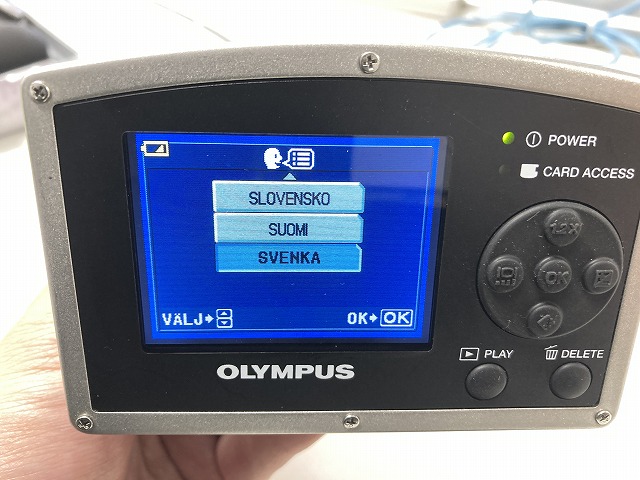 POWER
CARD ACCESS
SLOVENSKO
SUOMI
SVENKA
VÄLJ
OK
OK
1.2X
OK
PLAY
DELETE
OLYMPUS